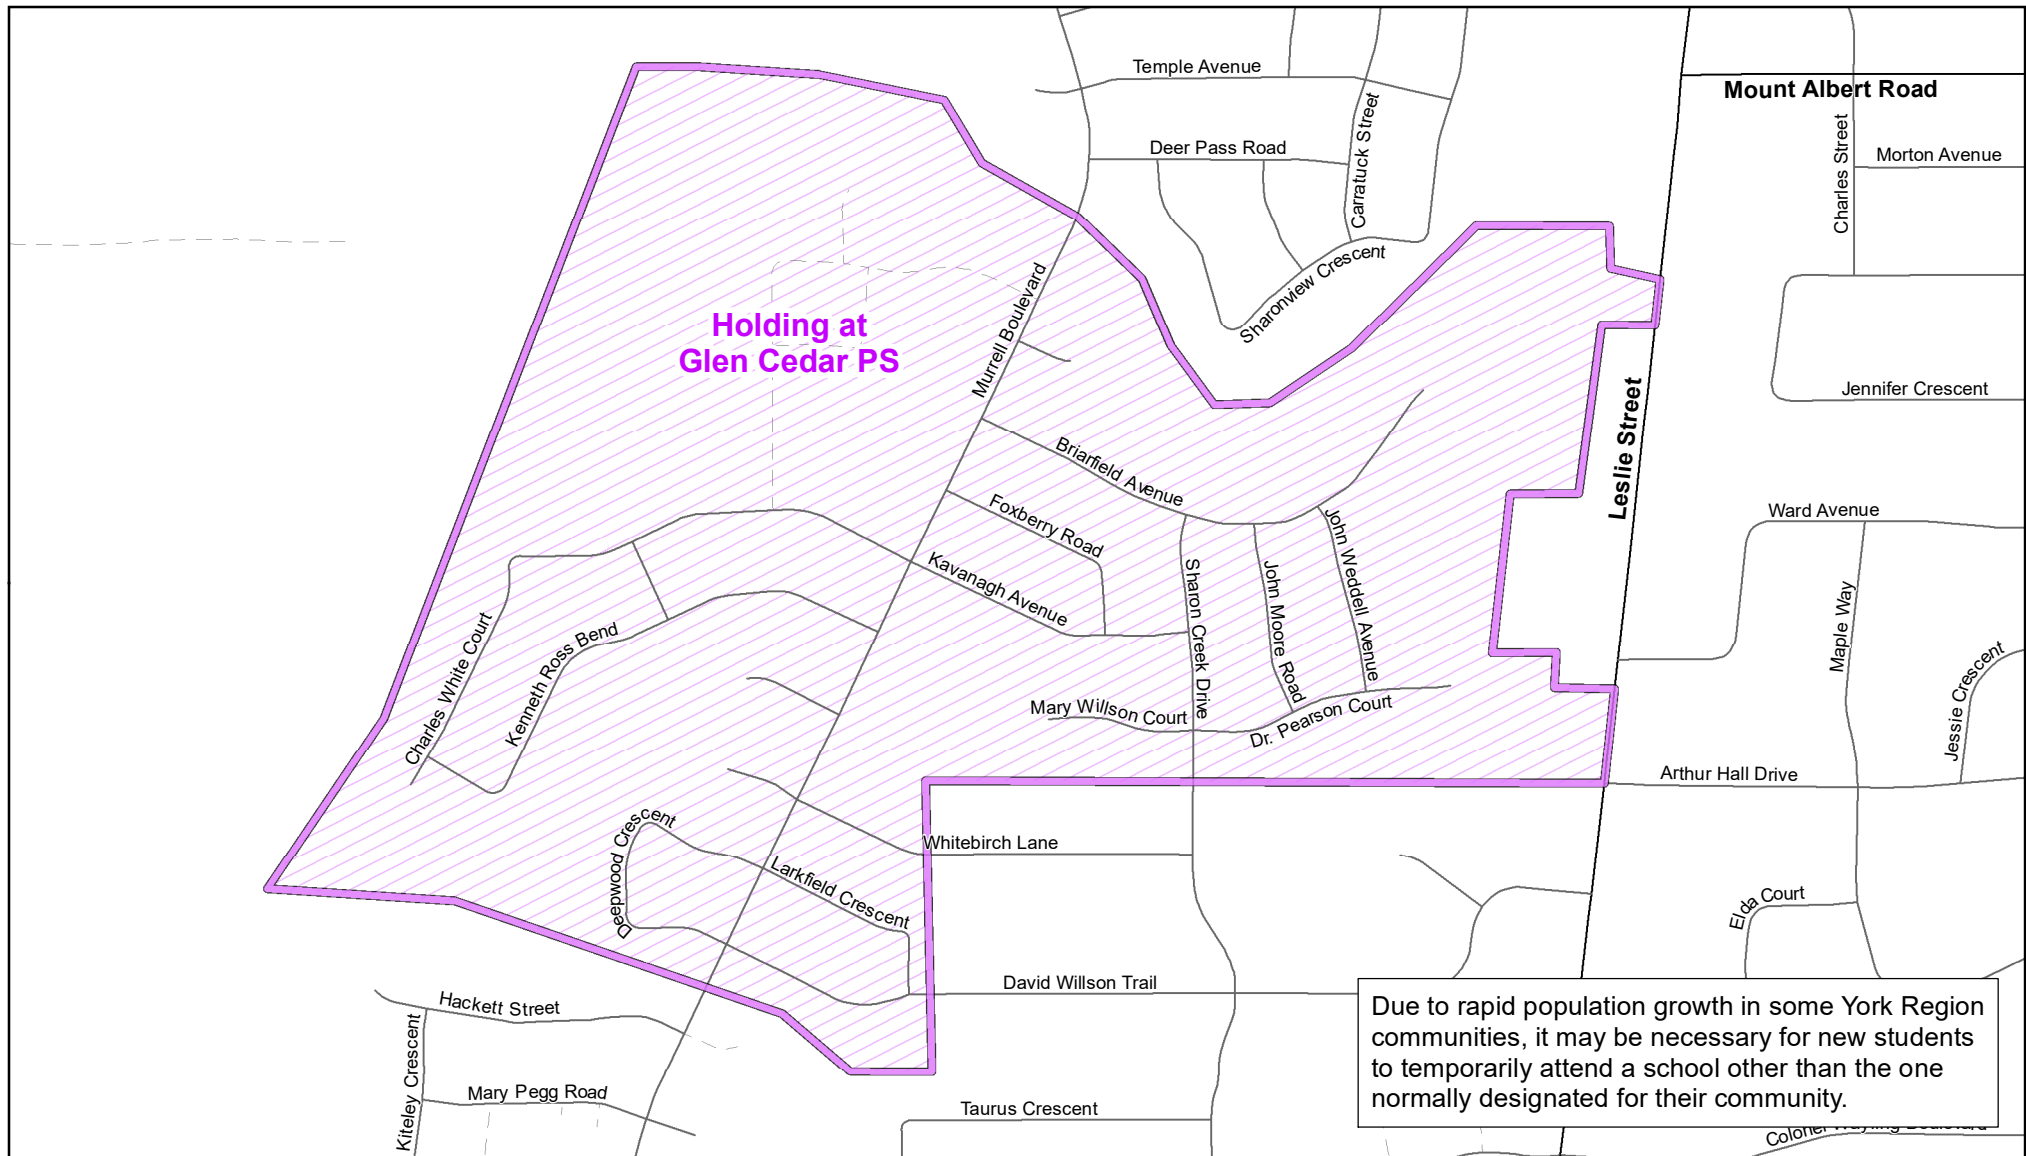 Temple Avenue
Mount Albert Road
Carratuck Street
Charles Street
Deer Pass Road
Morton Avenue
Sharonview Crescent
Murrell Boulevard
Holding at
Glen Cedar PS
Jennifer Crescent
Leslie Street
Briarfield Avenue
Foxberry Road
Ward Avenue
John Weddell Avenue
Kavanagh Avenue
Sharon Creek Drive
John Moore Road
Maple Way
Charles White Court
Kenneth Ross Bend
Jessie Crescent
Mary Willson Court
Dr. Pearson Court
Arthur Hall Drive
Deepwood Crescent
Whitebirch Lane
Larkfield Crescent
Elda Court
David Willson Trail
Hackett Street
Kiteley Crescent
Mary Pegg Road
Taurus Crescent
Due to rapid population growth in some York Region
communities, it may be necessary for new students
to temporarily attend a school other than the one
normally designated for their community.